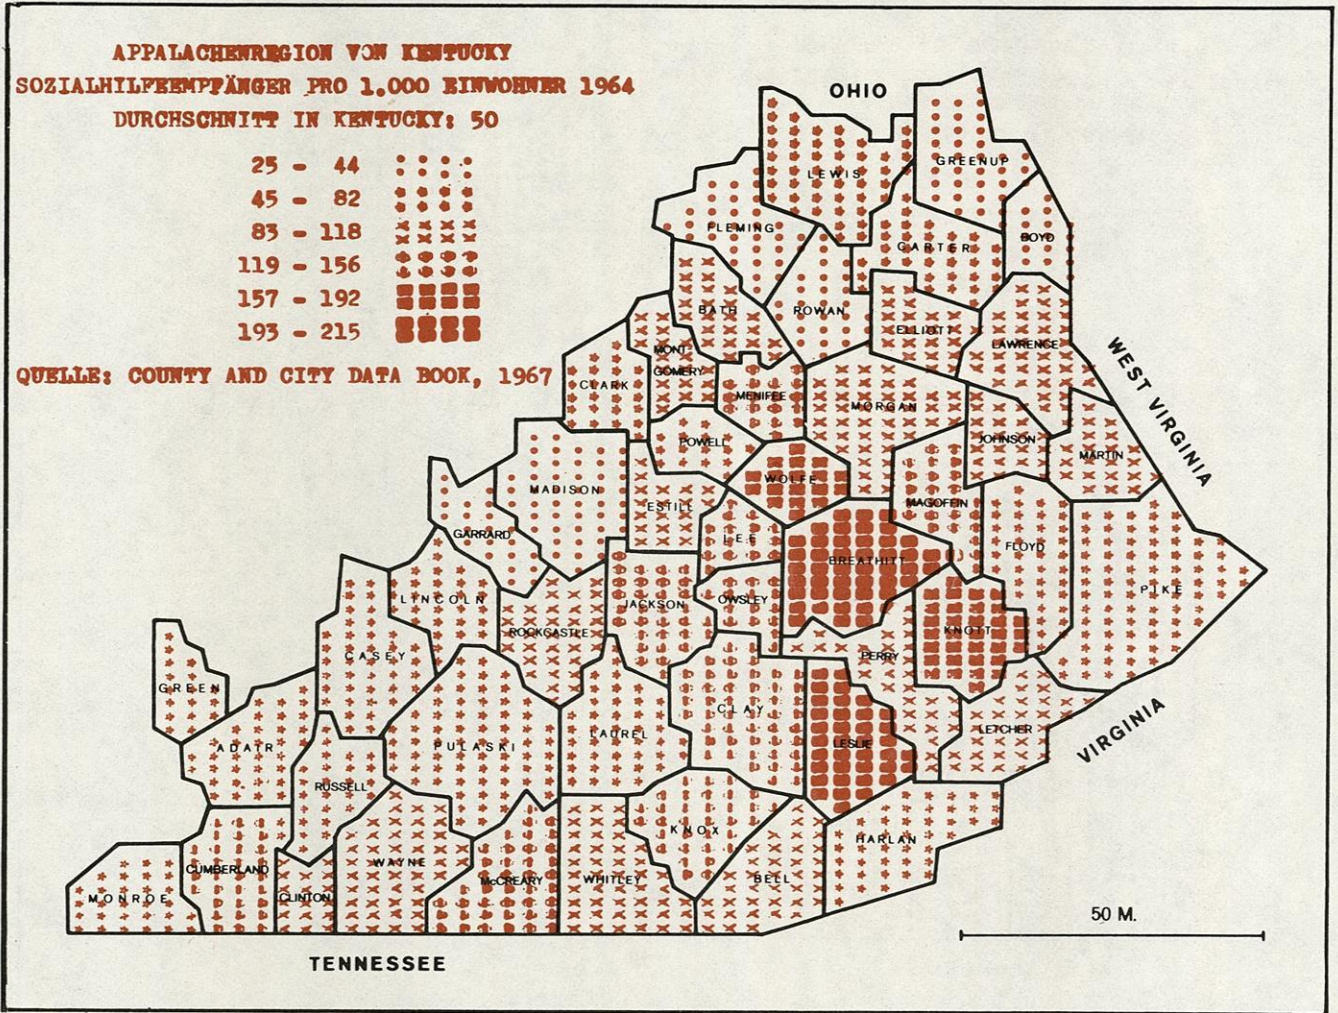 APPALACHENREGION VON KENTUCKY
SOZIALHILFEEMPFÄNGER PRO 1.000 EINWOHNER 1964
DURCHSCHNITT IN KENTUCKY: 50
25 - 44
45 - 82
83 - 118
119 - 156
157 - 192
193 - 215
QUELLE: COUNTY AND CITY DATA BOOK, 1967
OHIO
GREENUP
LEWIS
FLEMING
BOYD
CARTER
BATH
ROWAN
ELLIOTT
LAWRENCE
WEST VIRGINIA
MONT-
GOMERY
CLARK
MENIFEE
MORGAN
POWELL
JOHNSON
MARTIN
WOLFE
MADISON
ESTILL
MAGOFFIN
GARRARD
LEE
FLOYD
BREATHITT
PIKE
LINCOLN
JACKSON
OWSLEY
ROCKCASTLE
KNOTT
CASEY
PERRY
GREEN
CLAY
LETCHER
VIRGINIA
ADAIR
PULASKI
LAUREL
LESLIE
RUSSELL
KNOX
HARLAN
CUMBERLAND
WAYNE
McCREARY
WHITLEY
BELL
MONROE
CLINTON
50 M.
TENNESSEE